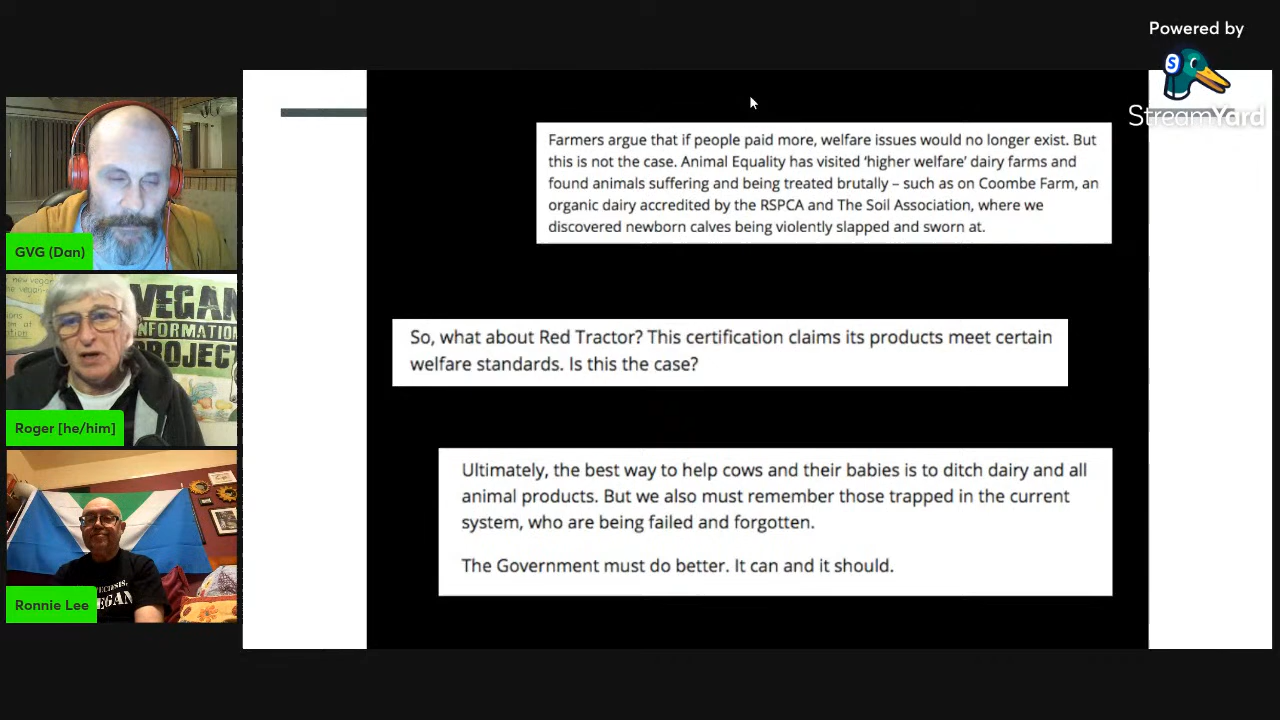 Powered by
StreamYard
Farmers argue that if people paid more, welfare issues would no longer exist. But
this is not the case. Animal Equality has visited ‘higher welfare’ dairy farms and
found animals suffering and being treated brutally – such as on Coombe Farm, an
organic dairy accredited by the RSPCA and The Soil Association, where we
discovered newborn calves being violently slapped and sworn at.
So, what about Red Tractor? This certification claims its products meet certain
welfare standards. Is this the case?
Ultimately, the best way to help cows and their babies is to ditch dairy and all
animal products. But we also must remember those trapped in the current
system, who are being failed and forgotten.
The Government must do better. It can and it should.
GVG (Dan)
VEGAN
INFORMATION
PROJECT
Roger [he/him]
EGAN
Ronnie Lee